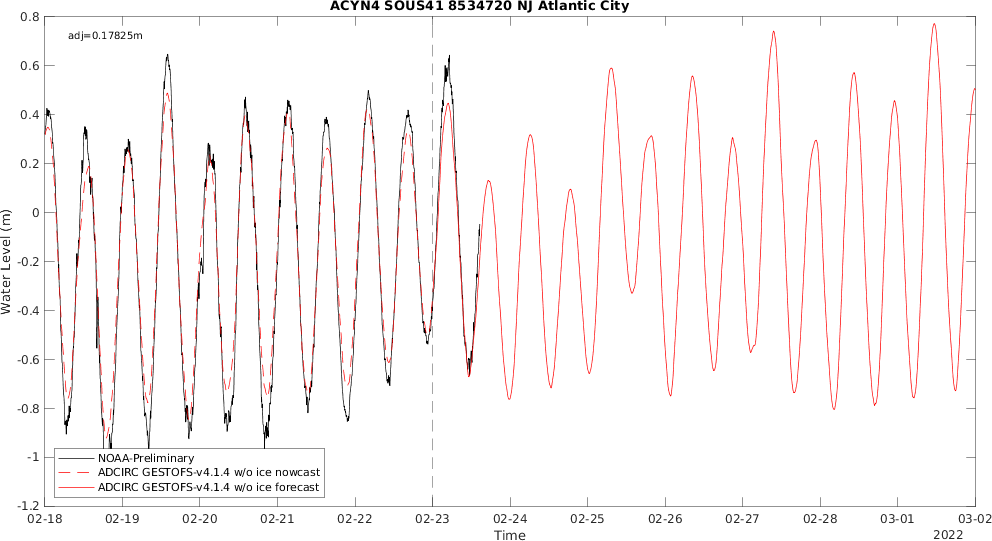 ACYN4 SOUS41 8534720 NJ Atlantic City
adj=0.17825m
0.8
0.6
0.4
0.2
0
-0.2
-0.4
-0.6
-0.8
-1
-1.2
Water Level (m)
NOAA-Preliminary
ADCIRC GESTOFS-v4.1.4 w/o ice nowcast
ADCIRC GESTOFS-v4.1.4 w/o ice forecast
02-18 02-19 02-20 02-21 02-22 02-23 02-24 02-25 02-26 02-27 02-28 03-01 03-02
Time
2022